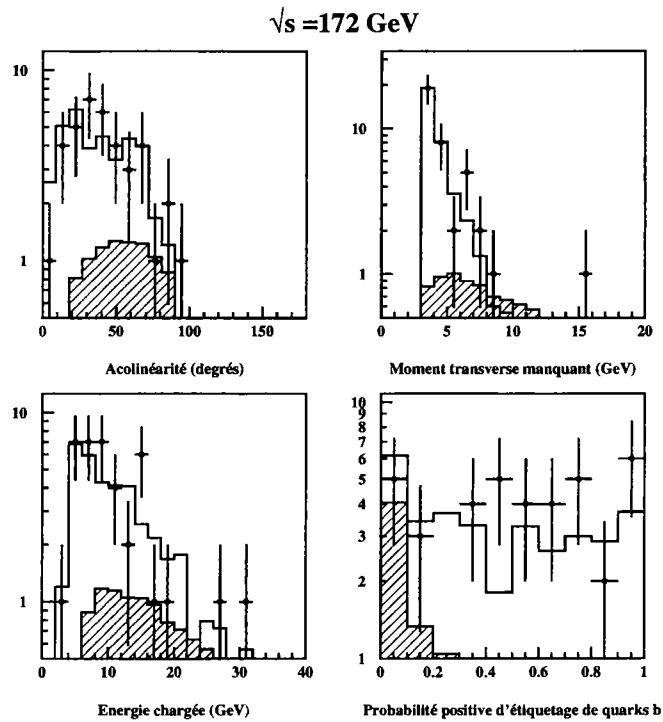 √s =172 GeV
10
1
0 50 100 150
Acolinéarité (degrés)
10
1
0 5 10 15 20
Moment transverse manquant (GeV)
10
1
0 10 20 30 40
Energie chargée (GeV)
10
9
8
7
6
5
4
3
2
1
0 0.2 0.4 0.6 0.8 1
Probabilité positive d'étiquetage de quarks b